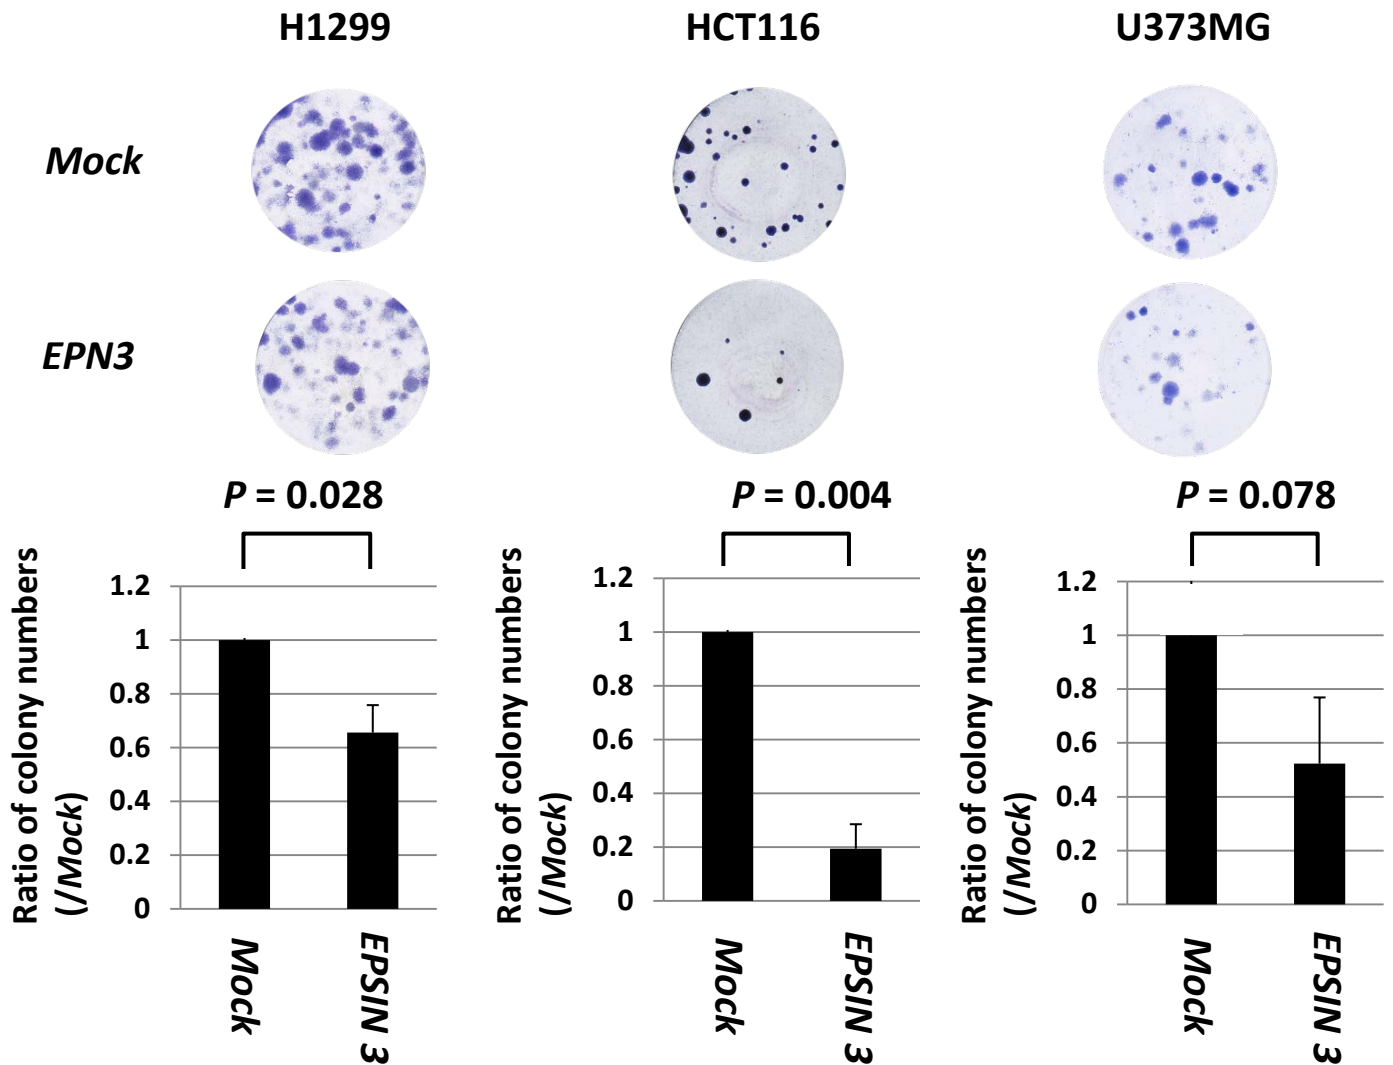 H1299
HCT116
U373MG
Mock
EPN3
P = 0.028
P = 0.004
P = 0.078
Ratio of colony numbers
(/Mock)
1.2
1
0.8
0.6
0.4
0.2
0
Mock
EPSIN 3
Ratio of colony numbers
(/Mock)
1.2
1
0.8
0.6
0.4
0.2
0
Mock
EPSIN 3
Ratio of colony numbers
(/Mock)
1.2
1
0.8
0.6
0.4
0.2
0
Mock
EPSIN 3